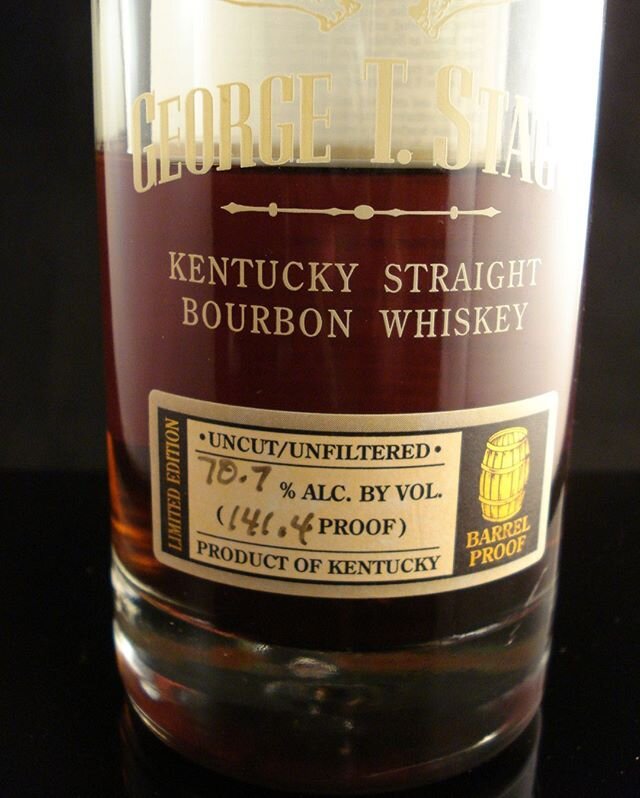 GEORGE T. STAG
KENTUCKY STRAIGHT
BOURBON WHISKEY
LIMITED EDITION
•UNCUT/UNFILTERED•
70.7 % ALC. BY VOL.
(141.4 PROOF)
PRODUCT OF KENTUCKY
BARREL
PROOF